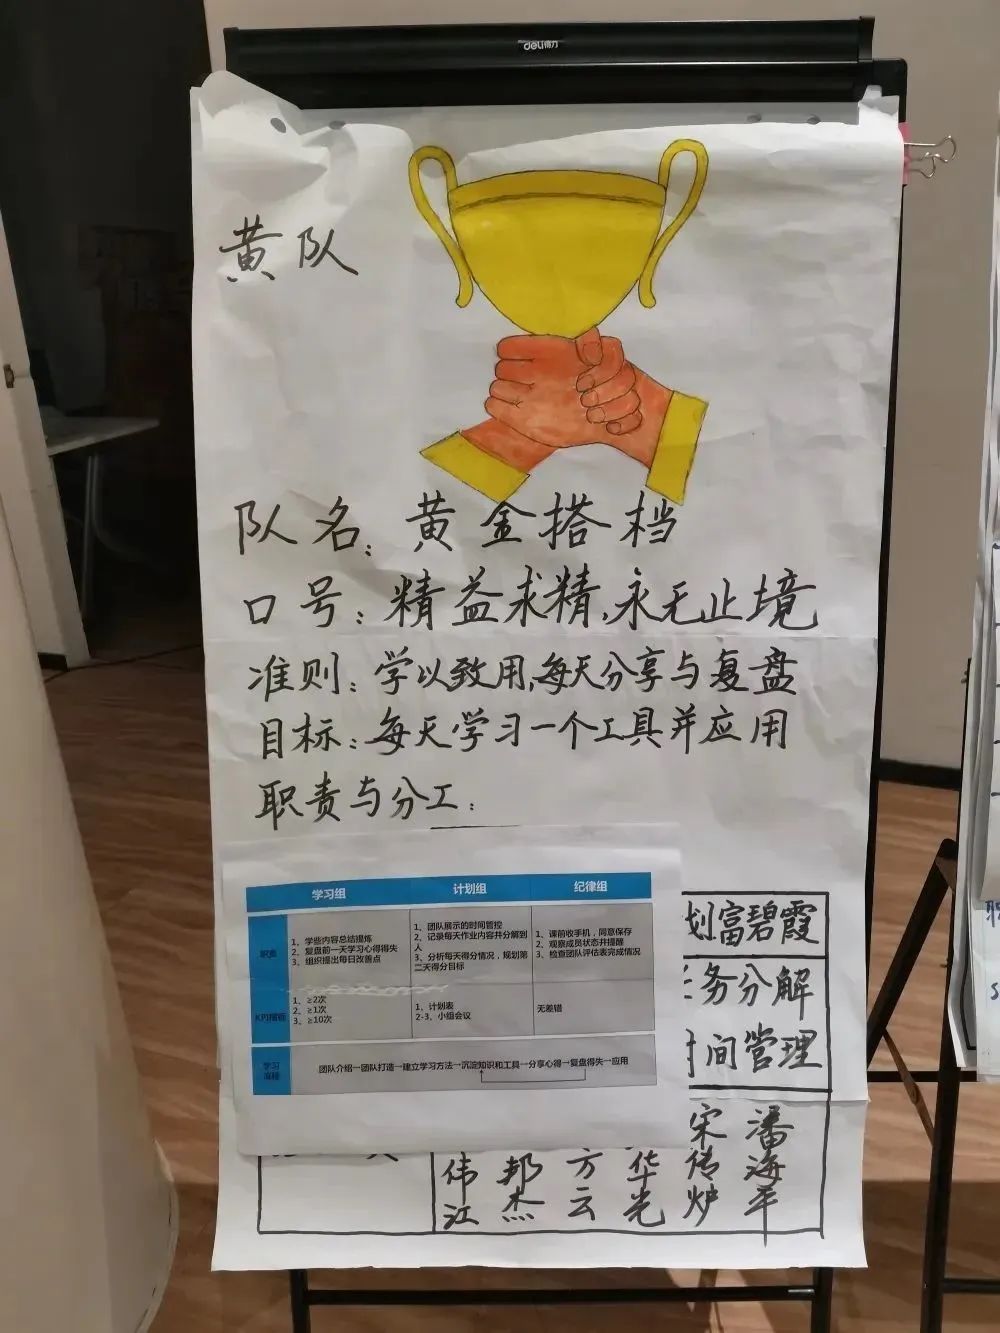 deli得力
黄队
队名：黄金搭档
口号：精益求精，永无止境
准则：学以致用，每天分享与复盘
目标：每天学习一个工具并应用
职责与分工：
学习组 计划组 纪律组
职责
1、学些内容总结提炼
2、复盘前一天学习心得得失
3、组织提出每日改善点
1、团队展示的时间管控
2、记录每天作业内容并分解到
人
3、分析每天得分情况，规划第
二天得分目标
1、课前收手机，同意保存
2、观察成员状态并提醒
3、检查团队评估表完成情况
KPI指标
1、≥2次
2、≥1次
3、≥10次
1、计划表
2-3、小组会议
无差错
学习
流程
团队介绍→团队打造→建立学习方法→沉淀知识和工具→分享心得→复盘得失→应用
划富碧霞
务分解
间管理
伟江
邦杰
方云
华光
宋传炉
潘海平